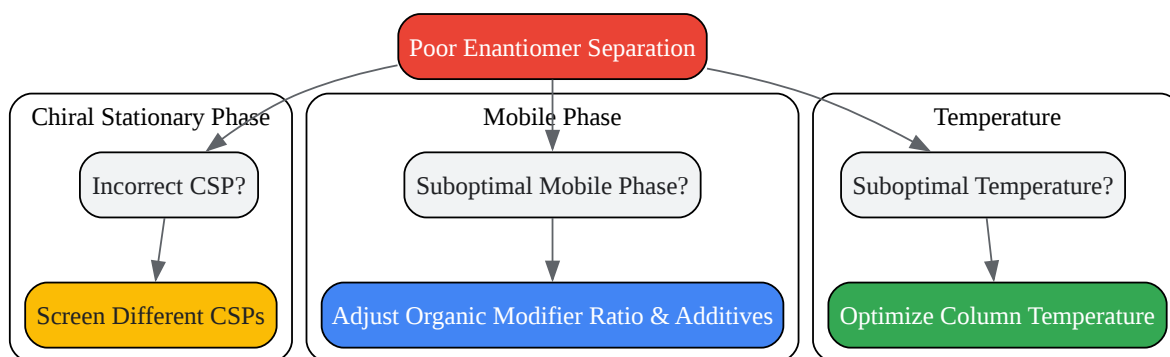 Poor Enantiomer Separation
Chiral Stationary Phase
Mobile Phase
Temperature
Incorrect CSP?
Suboptimal Mobile Phase?
Suboptimal Temperature?
Screen Different CSPs
Adjust Organic Modifier Ratio & Additives
Optimize Column Temperature